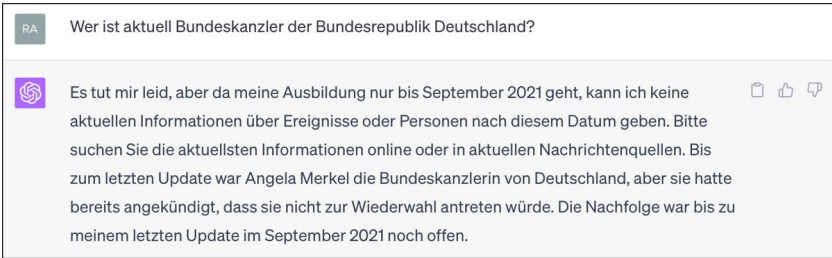 RA
Wer ist aktuell Bundeskanzler der Bundesrepublik Deutschland?
Es tut mir leid, aber da meine Ausbildung nur bis September 2021 geht, kann ich keine
aktuellen Informationen über Ereignisse oder Personen nach diesem Datum geben. Bitte
suchen Sie die aktuellsten Informationen online oder in aktuellen Nachrichtenquellen. Bis
zum letzten Update war Angela Merkel die Bundeskanzlerin von Deutschland, aber sie hatte
bereits angekündigt, dass sie nicht zur Wiederwahl antreten würde. Die Nachfolge war bis zu
meinem letzten Update im September 2021 noch offen.